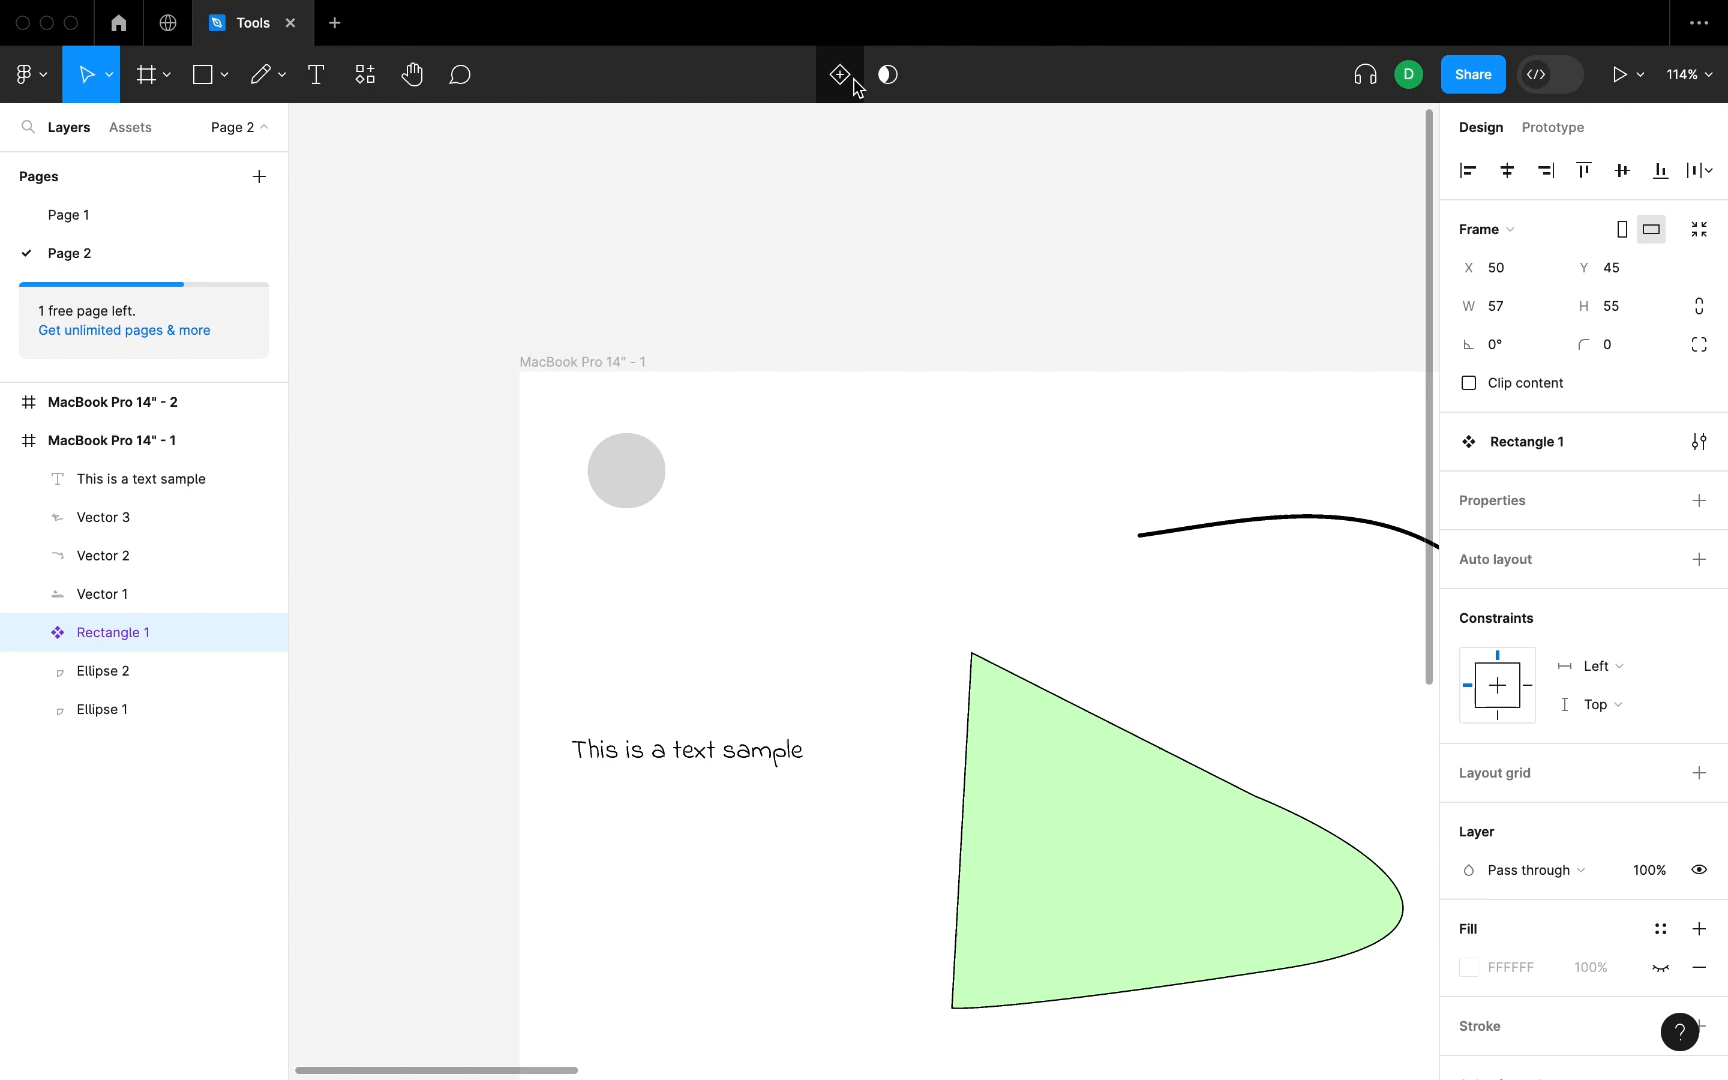 Tools
D
Share
114%
Layers Assets Page 2
Pages
Page 1
Page 2
1 free page left.
Get unlimited pages & more
MacBook Pro 14" - 2
MacBook Pro 14" - 1
This is a text sample
Vector 3
Vector 2
Vector 1
Rectangle 1
Ellipse 2
Ellipse 1
MacBook Pro 14" - 1
This is a text sample
Design Prototype
Frame
X 50 Y 45
W 57 H 55
0° 0
Clip content
Rectangle 1
Properties
Auto layout
Constraints
Left
Top
Layout grid
Layer
Pass through 100%
Fill
FFFFFF 100%
Stroke
?